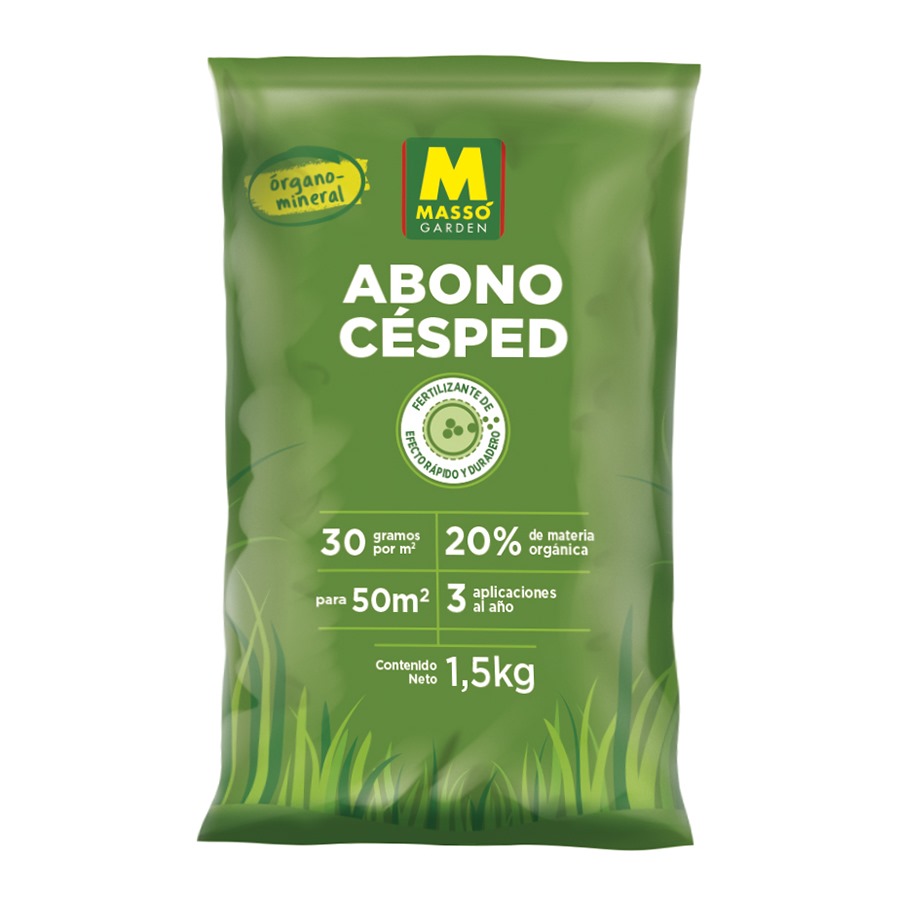 órgano-
mineral
M
MASSÓ
GARDEN
ABONO
CÉSPED
FERTILIZANTE DE
EFECTO RÁPIDO Y DURADERO
30 gramos
por m²
20% de materia
orgánica
para 50m²
3 aplicaciones
al año
Contenido
Neto 1,5kg